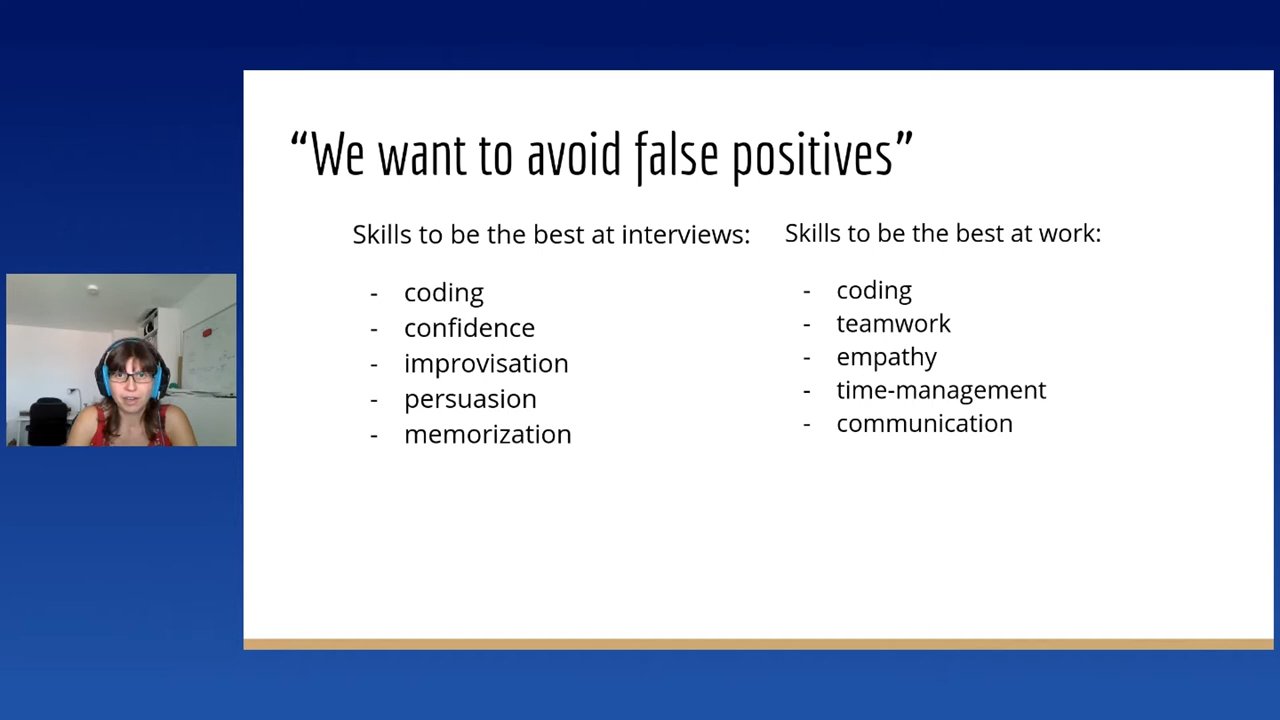 “We want to avoid false positives”
Skills to be the best at interviews:
- coding
- confidence
- improvisation
- persuasion
- memorization
Skills to be the best at work:
- coding
- teamwork
- empathy
- time-management
- communication